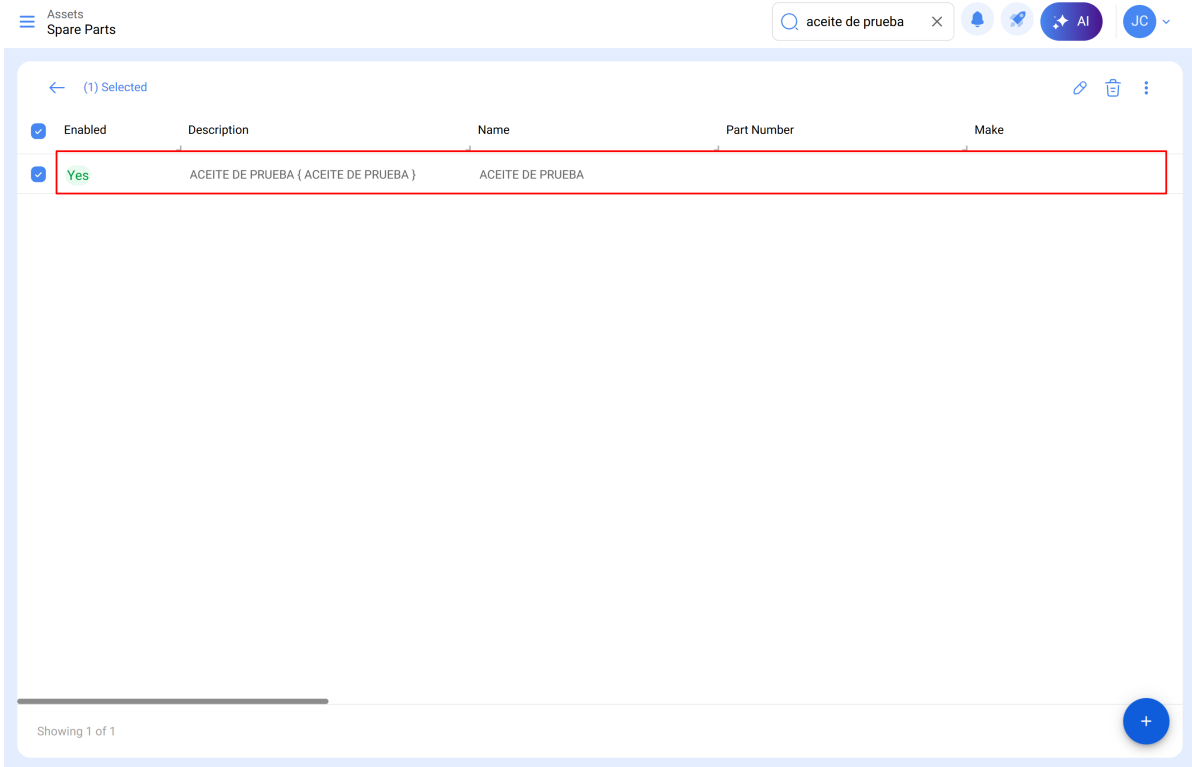 Assets
Spare Parts
aceite de prueba
AI
JC
(1) Selected
Enabled Description Name Part Number Make
Yes ACEITE DE PRUEBA { ACEITE DE PRUEBA } ACEITE DE PRUEBA
Showing 1 of 1